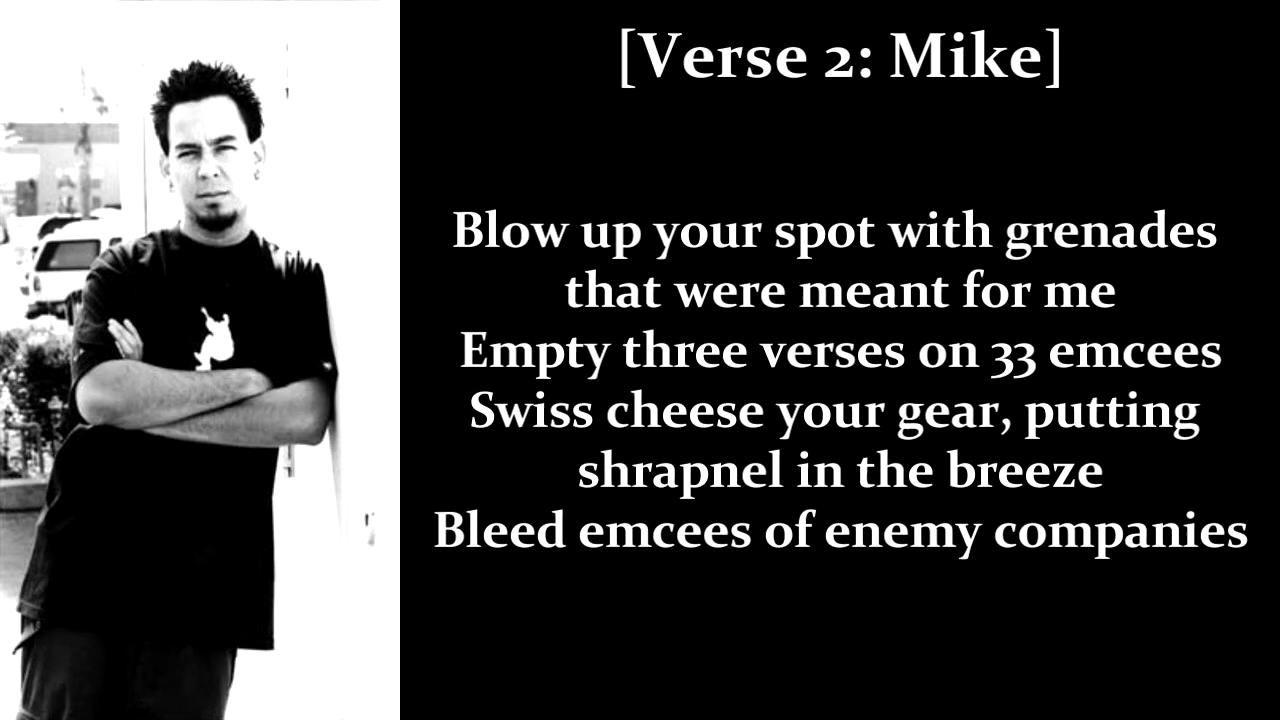 [Verse 2: Mike]
Blow up your spot with grenades
that were meant for me
Empty three verses on 33 emcees
Swiss cheese your gear, putting
shrapnel in the breeze
Bleed emcees of enemy companies